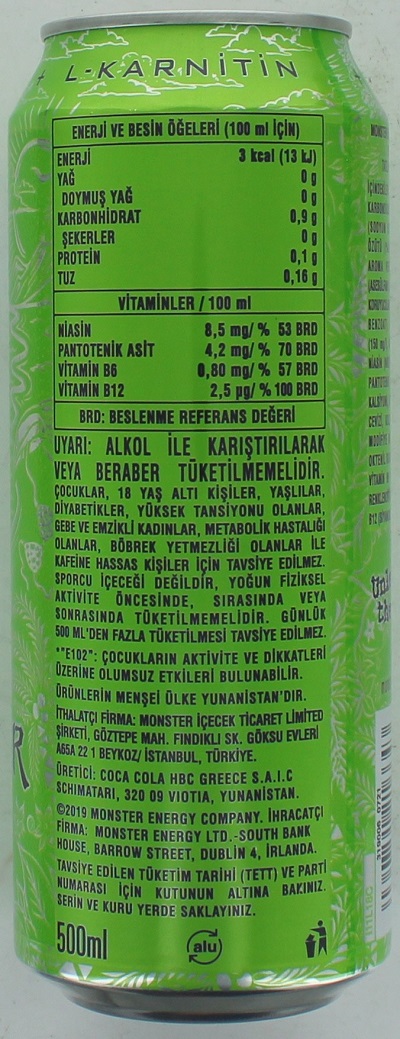 + L-KARNİTİN
ENERJİ VE BESİN ÖĞELERİ (100 ml İÇİN)
ENERJİ 3 kcal (13 kJ)
YAĞ 0 g
DOYMUŞ YAĞ 0 g
KARBONHİDRAT 0,9 g
ŞEKERLER 0 g
PROTEIN 0,1 g
TUZ 0,16 g
VİTAMİNLER / 100 ml
NİASİN 8,5 mg/ % 53 BRD
PANTOTENİK ASİT 4,2 mg/ % 70 BRD
VİTAMİN B6 0,80 mg/ % 57 BRD
VİTAMİN B12 2,5 µg/ % 100 BRD
BRD: BESLENME REFERANS DEĞERİ
UYARI: ALKOL İLE KARIŞTIRILARAK
VEYA BERABER TÜKETİLMEMELİDİR.
ÇOCUKLAR, 18 YAŞ ALTI KİŞİLER, YAŞLILAR,
DİYABETİKLER, YÜKSEK TANSİYONU OLANLAR,
GEBE VE EMZİKLİ KADINLAR, METABOLİK HASTALIĞI
OLANLAR, BÖBREK YETMEZLİĞİ OLANLAR İLE
KAFEİNE HASSAS KİŞİLER İÇİN TAVSİYE EDİLMEZ.
SPORCU İÇECEĞİ DEĞİLDİR, YOĞUN FİZİKSEL
AKTİVİTE ÖNCESİNDE, SIRASINDA VEYA
SONRASINDA TÜKETİLMEMELİDİR. GÜNLÜK
500 ML'DEN FAZLA TÜKETİLMESİ TAVSİYE EDİLMEZ.
*"E102": ÇOCUKLARIN AKTİVİTE VE DİKKATLERİ
ÜZERİNE OLUMSUZ ETKİLERİ BULUNABİLİR.
ÜRÜNLERİN MENŞEİ ÜLKE YUNANİSTAN'DIR.
İTHALATÇI FİRMA: MONSTER İÇECEK TİCARET LİMİTED
ŞİRKETİ, GÖZTEPE MAH. FINDIKLI SK. GÖKSU EVLERİ
A65A 22 1 BEYKOZ/ İSTANBUL, TÜRKİYE.
ÜRETİCİ: COCA COLA HBC GREECE S.A.I.C
SCHIMATARI, 320 09 VIOTIA, YUNANİSTAN.
©2019 MONSTER ENERGY COMPANY. İHRACATÇI
FİRMA: MONSTER ENERGY LTD.-SOUTH BANK
HOUSE, BARROW STREET, DUBLİN 4, İRLANDA.
TAVSİYE EDİLEN TÜKETİM TARİHİ (TETT) VE PARTİ
NUMARASI İÇİN KUTUNUN ALTINA BAKINIZ.
SERİN VE KURU YERDE SAKLAYINIZ.
500ml
alu